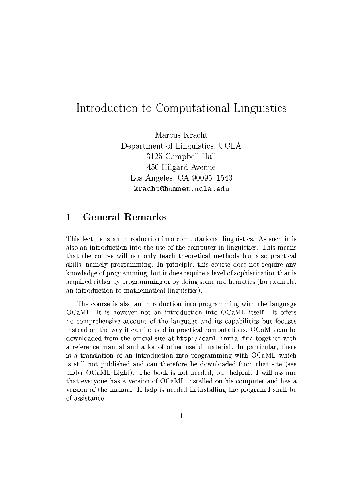 Introduction to Computational Linguistics
Marcus Kracht
Department of Linguistics, UCLA
3125 Campbell Hall
450 Hilgard Avenue
Los Angeles, CA 90095–1543
kracht@humnet.ucla.edu
1 General Remarks
This lecture is an introduction into computational linguistics. As such it is
also an introduction into the use of the computer in linguistics. This means
that the course will not only teach theoretical methods but also practical
skills, namely programming. In principle, this course does not require any
knowledge of programming, but it does require a level of sophistication that is
acquired either by programming or by doing some mathematics (for example,
an introduction to mathematical linguistics).
The course is also an introduction into programming with the language
OCaML. It is however not an introduction into OCaML itself. It offers
no comprehensive account of the language and its capabilities but focuses
instead on the way it can be used in practical computations. OCaML can be
downloaded from the official site at together with
a reference manual and a lot of other useful material. (In particular, there
is a translation of an introduction into programming with OCaML which
is still not published and can therefore be downloaded from that site (see
under OCaML Light). The book is not needed, but helpful. I will assume
that everyone has a version of OCaML installed on his computer and has a
version of the manual. If help is needed in installing the program I shall be
of assistance.
1